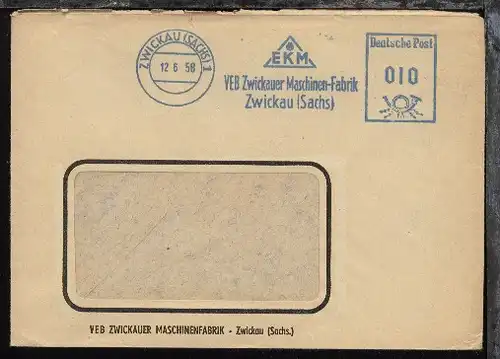 ZWICKAU (SACHS) 1
12 6 58
EKM
VEB Zwickauer Maschinen-Fabrik
Zwickau (Sachs)
Deutsche Post
010
VEB ZWICKAUER MASCHINENFABRIK - Zwickau (Sachs.)